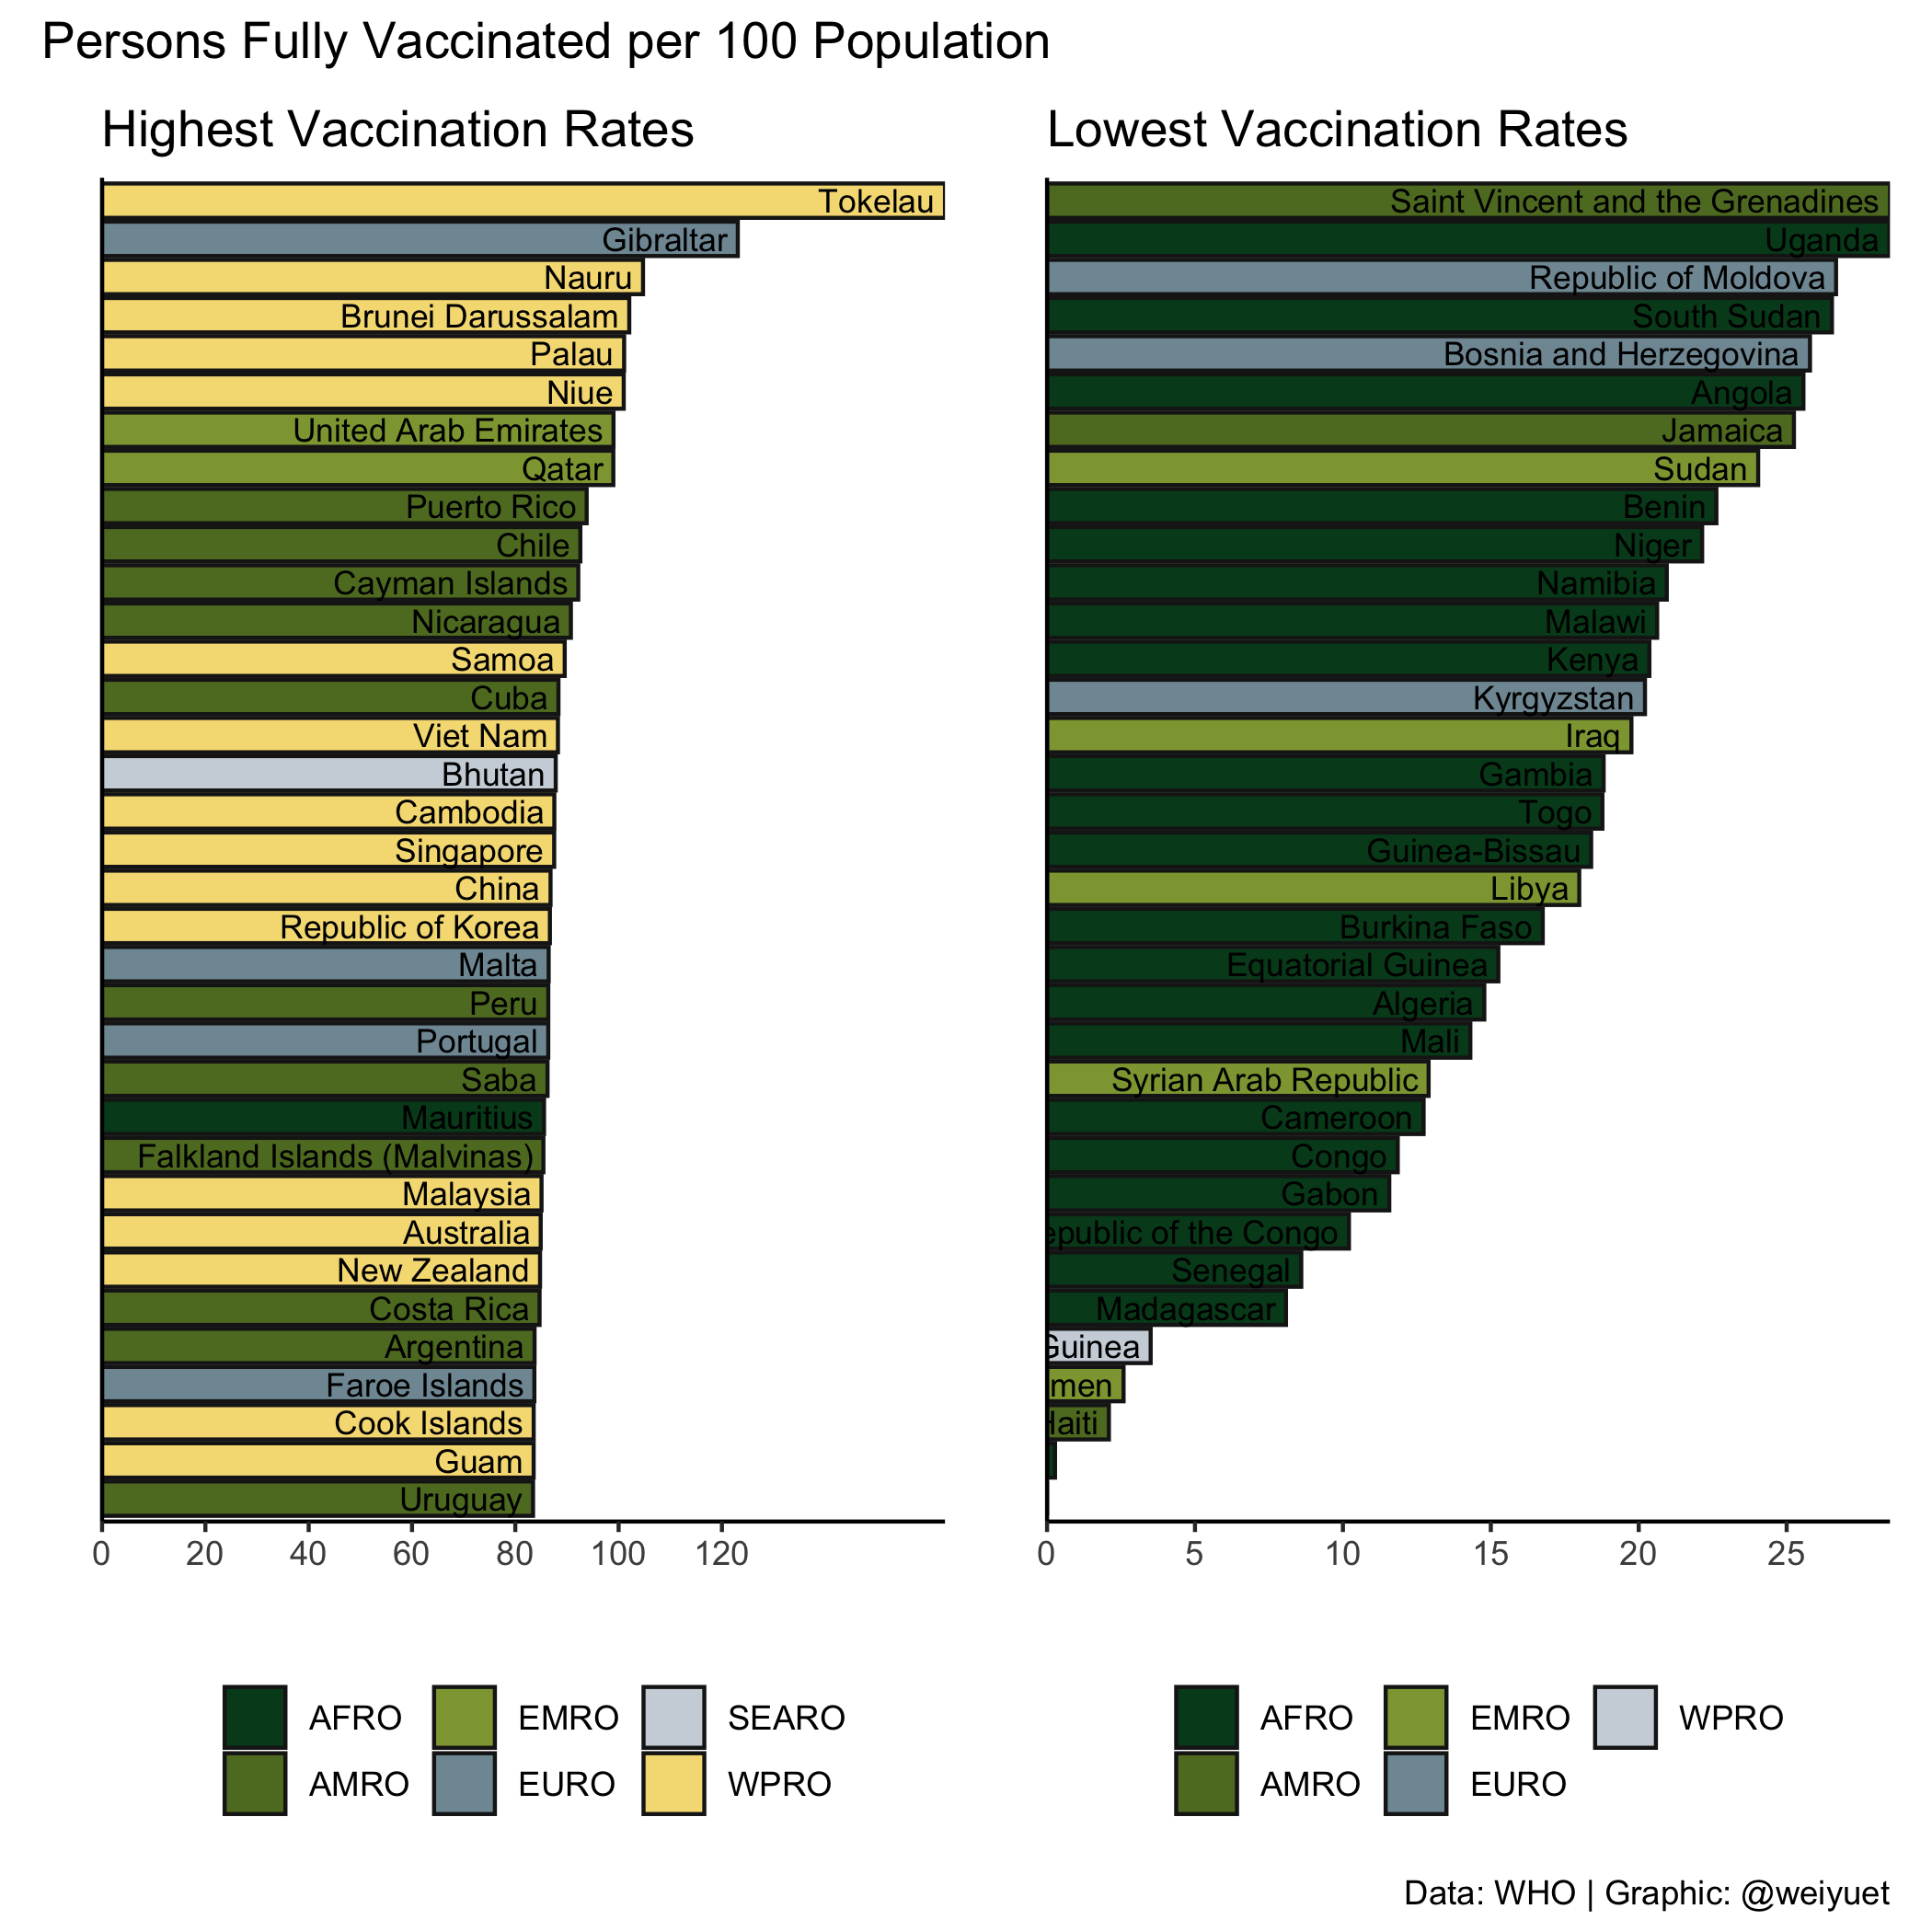 Persons Fully Vaccinated per 100 Population
Highest Vaccination Rates
Tokelau
Gibraltar
Nauru
Brunei Darussalam
Palau
Niue
United Arab Emirates
Qatar
Puerto Rico
Chile
Cayman Islands
Nicaragua
Samoa
Cuba
Viet Nam
Bhutan
Cambodia
Singapore
China
Republic of Korea
Malta
Peru
Portugal
Saba
Mauritius
Falkland Islands (Malvinas)
Malaysia
Australia
New Zealand
Costa Rica
Argentina
Faroe Islands
Cook Islands
Guam
Uruguay
0 20 40 60 80 100 120
AFRO EMRO SEARO
AMRO EURO WPRO
Lowest Vaccination Rates
Saint Vincent and the Grenadines
Uganda
Republic of Moldova
South Sudan
Bosnia and Herzegovina
Angola
Jamaica
Sudan
Benin
Niger
Namibia
Malawi
Kenya
Kyrgyzstan
Iraq
Gambia
Togo
Guinea-Bissau
Libya
Burkina Faso
Equatorial Guinea
Algeria
Mali
Syrian Arab Republic
Cameroon
Congo
Gabon
epublic of the Congo
Senegal
Madagascar
Guinea
men
Haiti
0 5 10 15 20 25
AFRO EMRO WPRO
AMRO EURO
Data: WHO | Graphic: @weiyuet